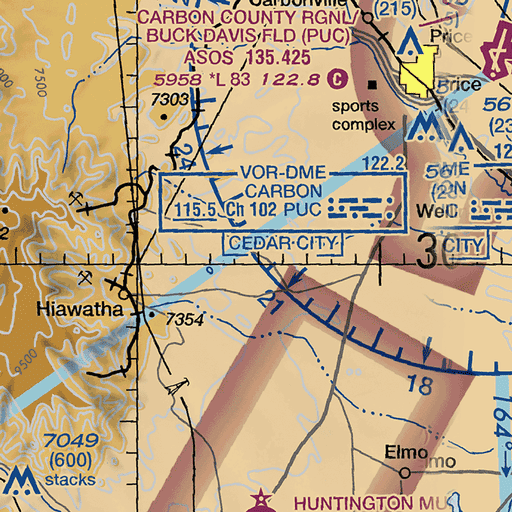 Carbonville
CARBON COUNTY RGNL/
BUCK DAVIS FLD (PUC)
ASOS 135.425
5958 *L 83 122.8 C
(215)
Price
Price
7500
7303
sports
complex
24
122.2
VOR-DME
CARBON
115.5 Ch 102 PUC
CEDAR CITY
CITY
Well
30
Hiawatha
7354
21
18
9500
164°
7049
(600)
stacks
Elmo
HUNTINGTON MU